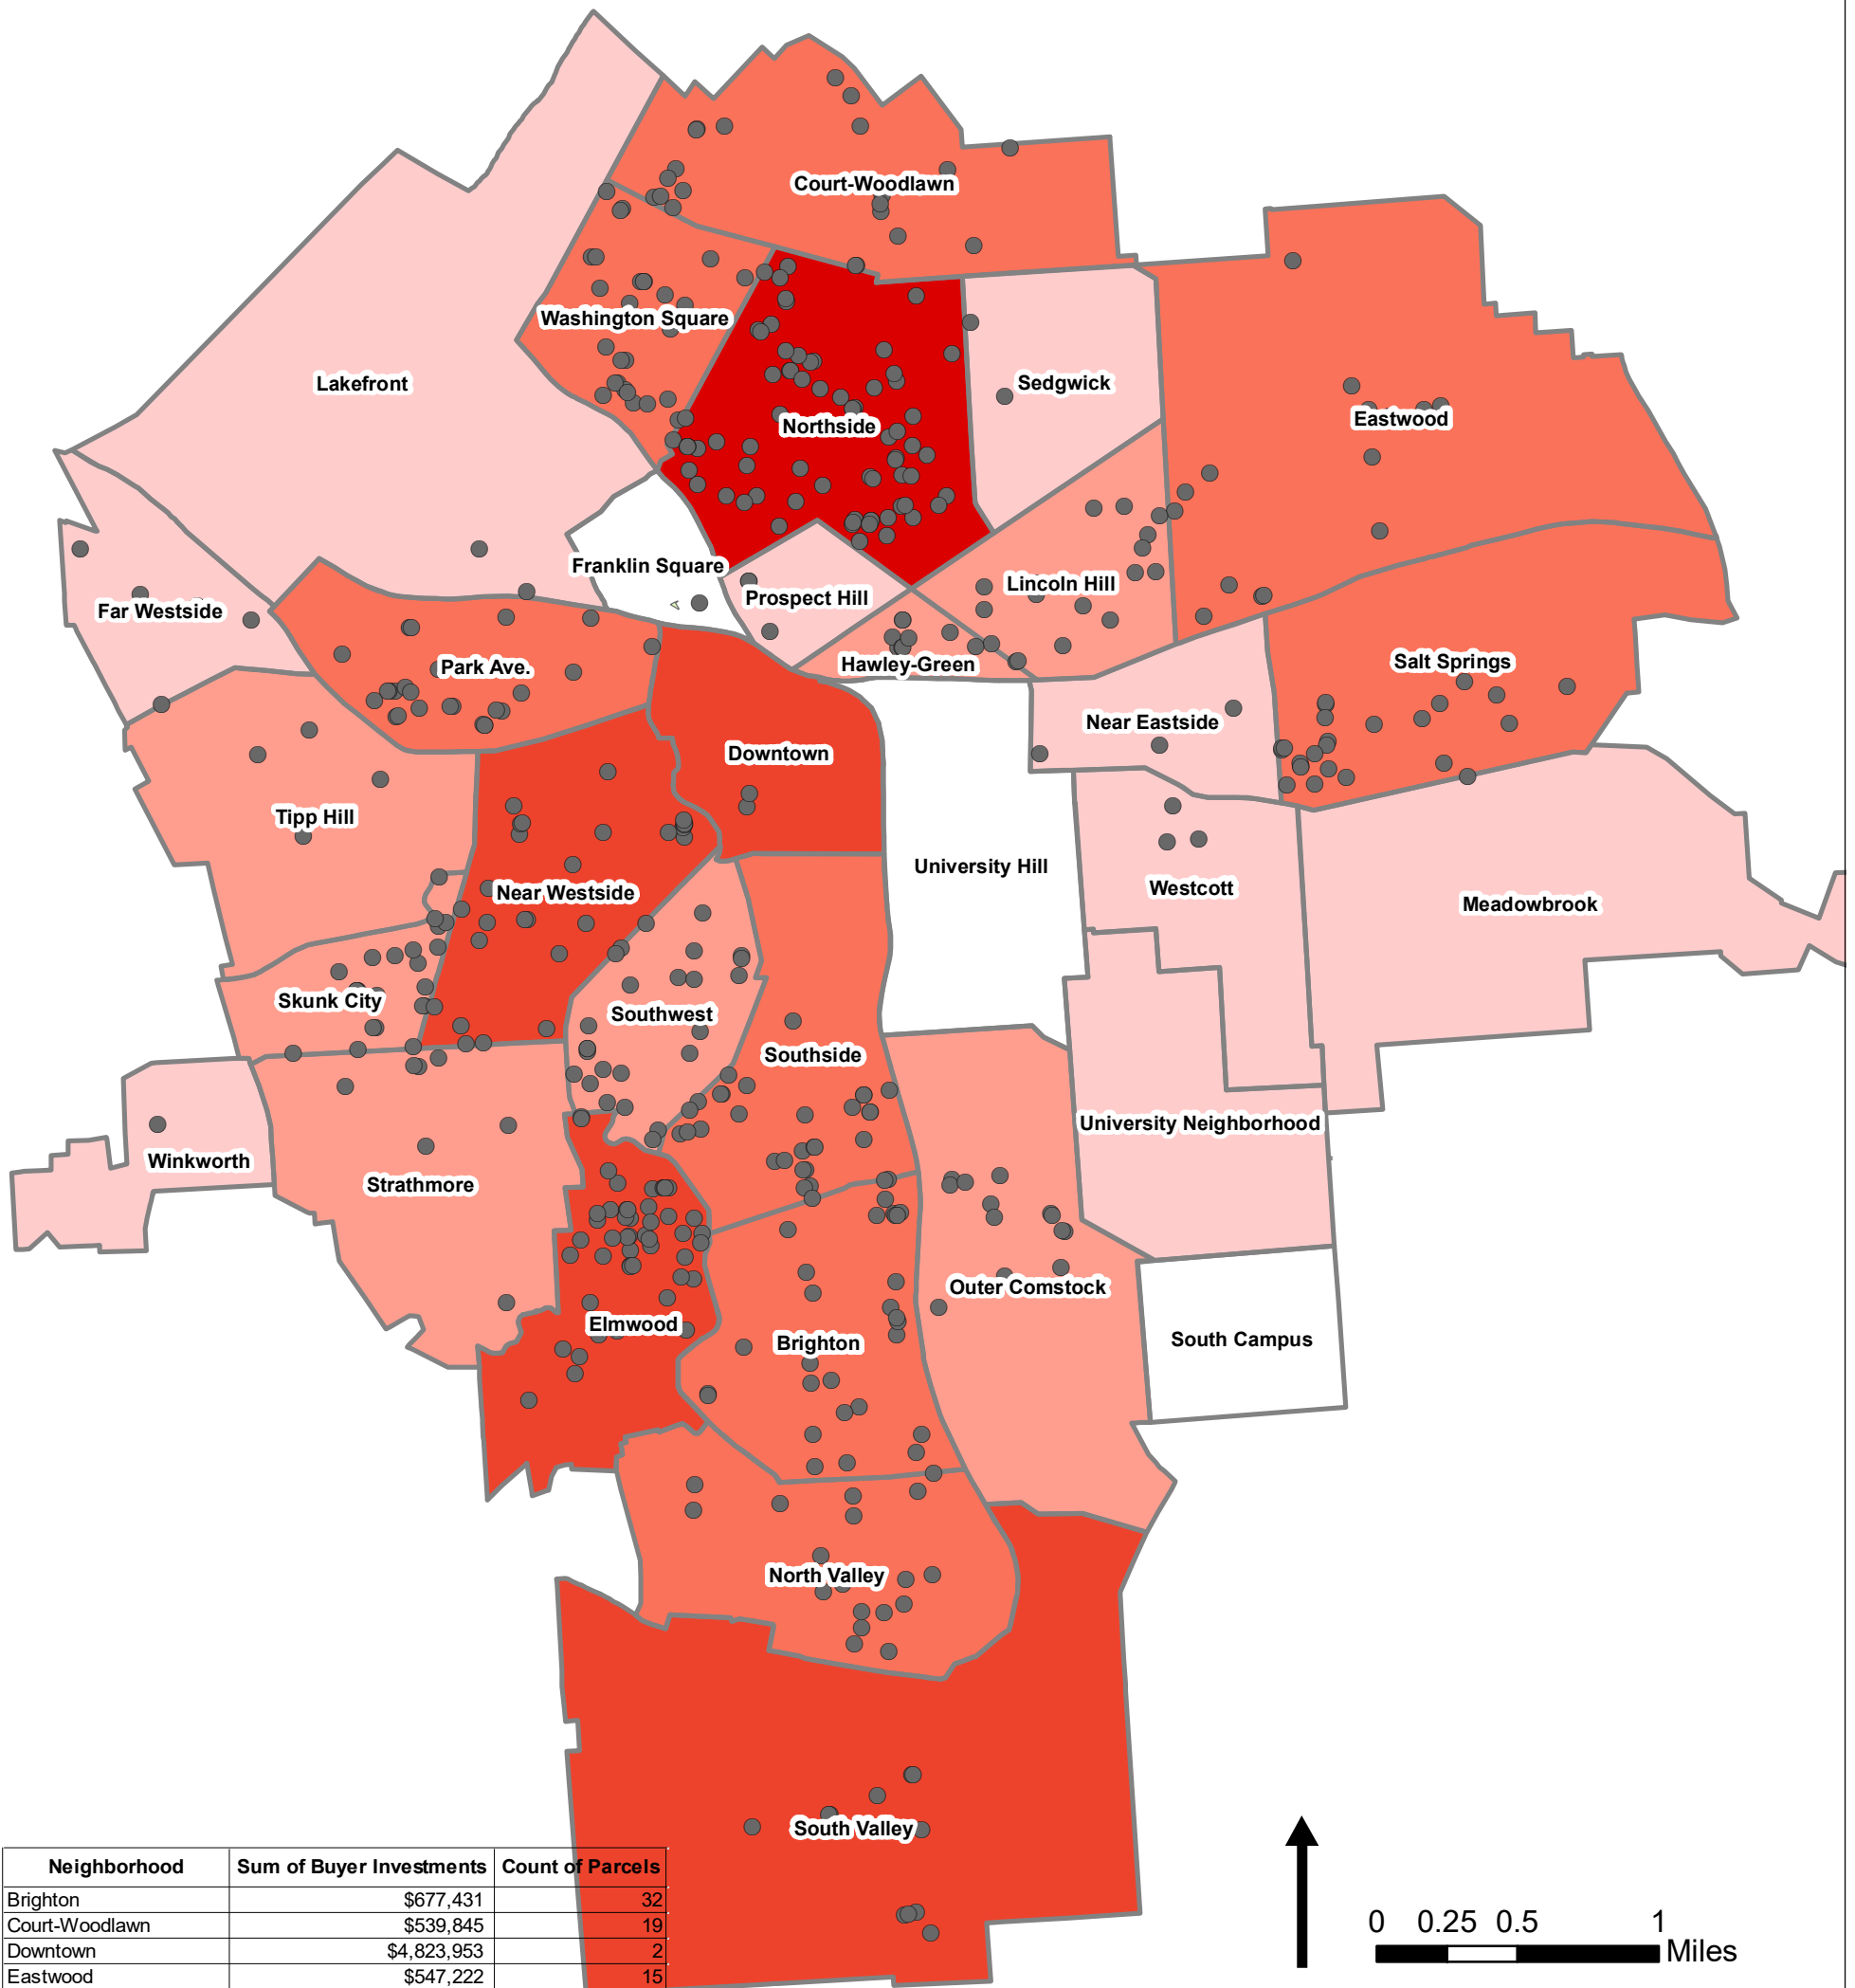 Court-Woodlawn
Washington Square
Lakefront
Sedgwick
Eastwood
Northside
Franklin Square
Lincoln Hill
Prospect Hill
Far Westside
Park Ave.
Hawley-Green
Salt Springs
Near Eastside
Downtown
Tipp Hill
University Hill
Westcott
Near Westside
Meadowbrook
Skunk City
Southwest
Southside
University Neighborhood
Winkworth
Strathmore
Outer Comstock
Elmwood
Brighton
South Campus
North Valley
South Valley
Neighborhood Sum of Buyer Investments Count of Parcels
Brighton $677,431 32
Court-Woodlawn $539,845 19
Downtown $4,823,953 2
Eastwood $547,222 15
0 0.25 0.5 1
Miles